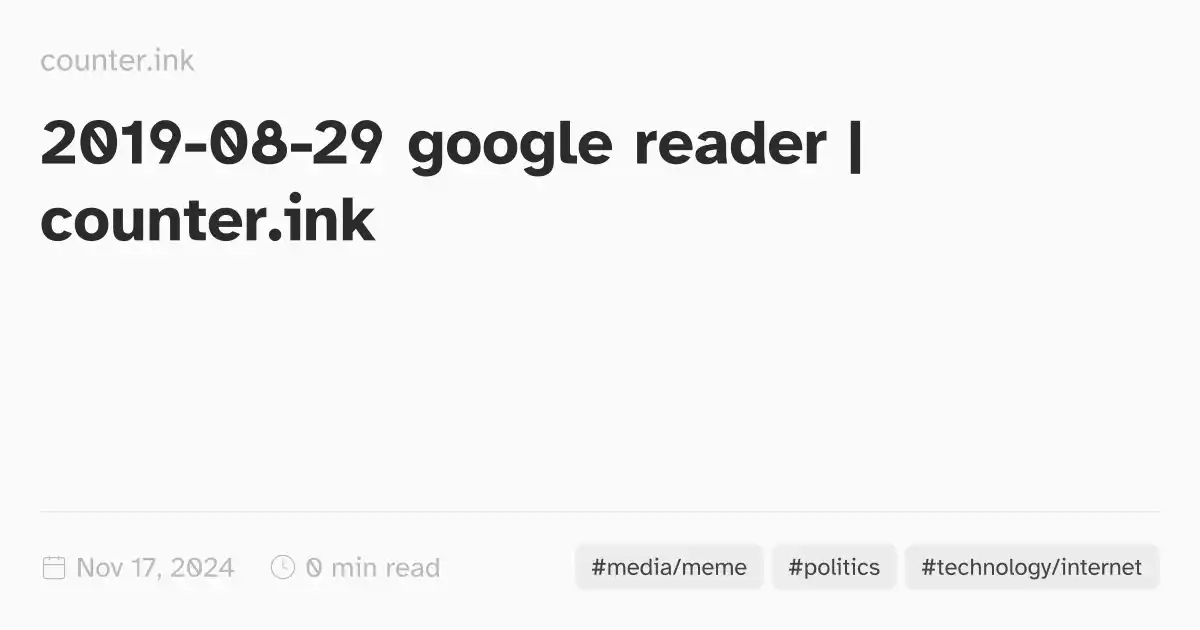 counter.ink
2019-08-29 google reader |
counter.ink
Nov 17, 2024 0 min read #media/meme #politics #technology/internet